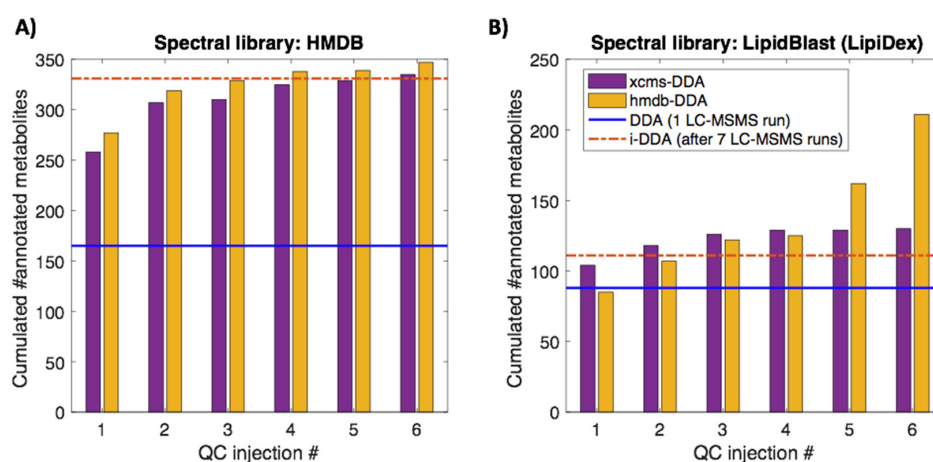 A)
Spectral library: HMDB
350
300
250
200
150
100
50
0
Cumulated #annotated metabolites
1 2 3 4 5 6
QC injection #
B)
Spectral library: LipidBlast (LipiDex)
250
200
150
100
50
0
Cumulated #annotated metabolites
xcms-DDA
hmdb-DDA
DDA (1 LC-MSMS run)
i-DDA (after 7 LC-MSMS runs)
1 2 3 4 5 6
QC injection #